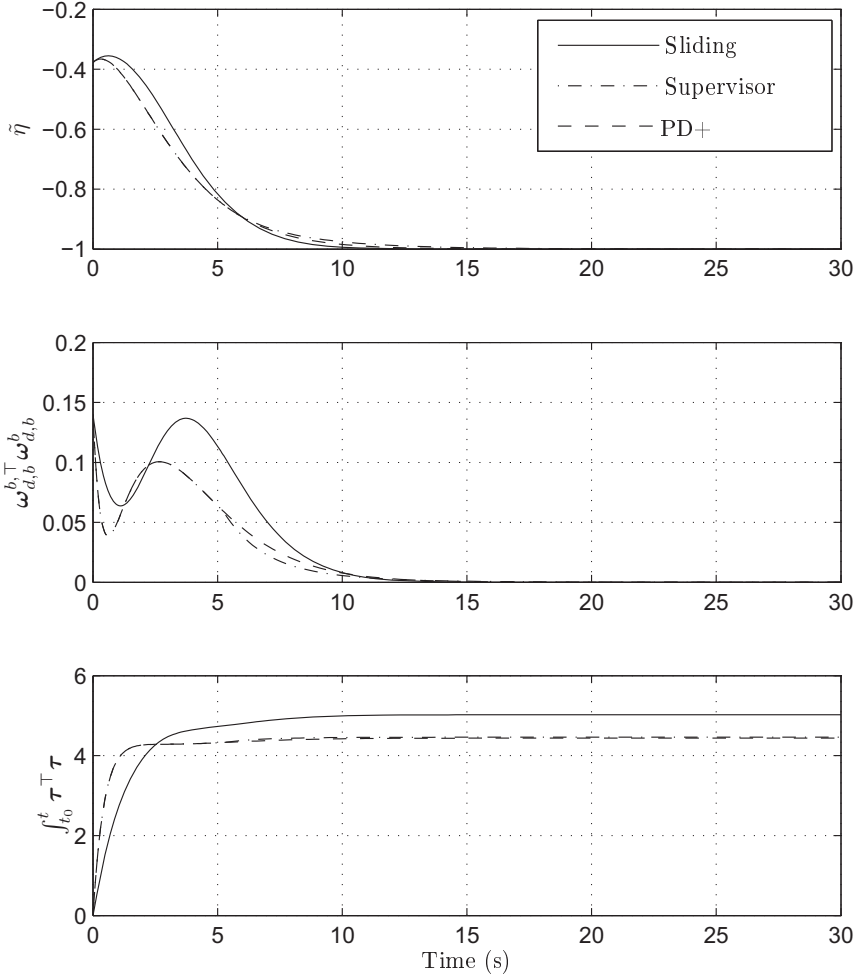 −0.2
−0.4
−0.6
−0.8
−1
η̃
0 5 10 15 20 25 30
Sliding
Supervisor
PD+
0.2
0.15
0.1
0.05
0
ω_{d,b}^{b,⊤} ω_{d,b}^{b}
0 5 10 15 20 25 30
6
4
2
0
∫_{t_0}^{t} τ^⊤ τ
0 5 10 15 20 25 30
Time (s)